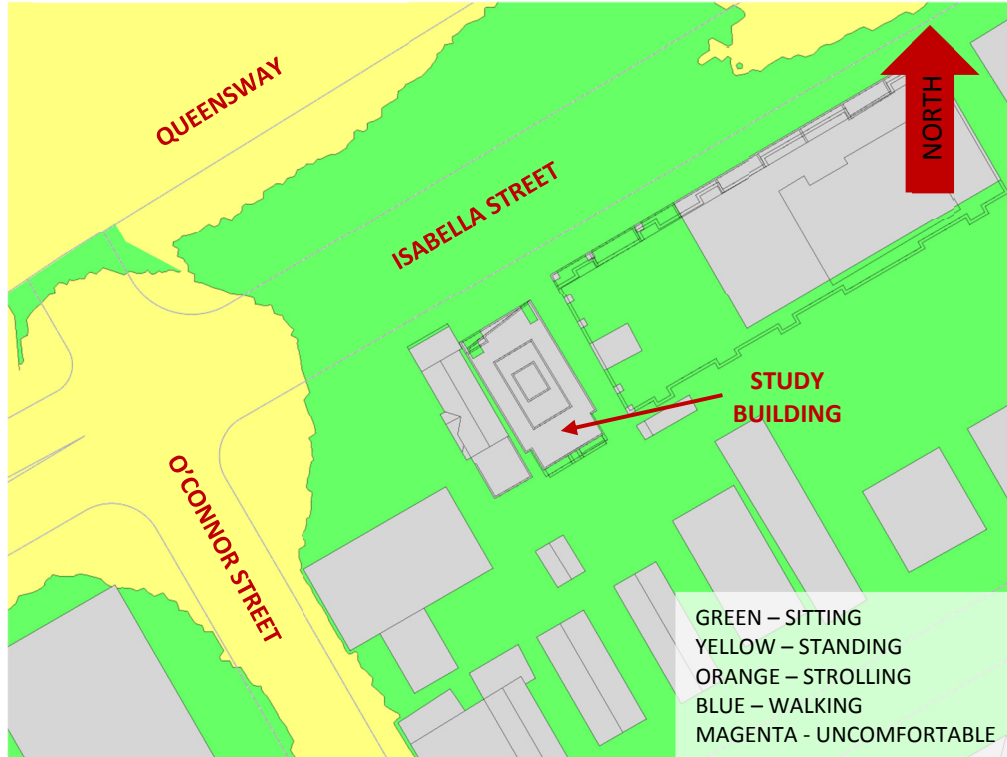 QUEENSWAY
NORTH
ISABELLA STREET
STUDY
BUILDING
O'CONNOR STREET
GREEN – SITTING
YELLOW – STANDING
ORANGE – STROLLING
BLUE – WALKING
MAGENTA - UNCOMFORTABLE